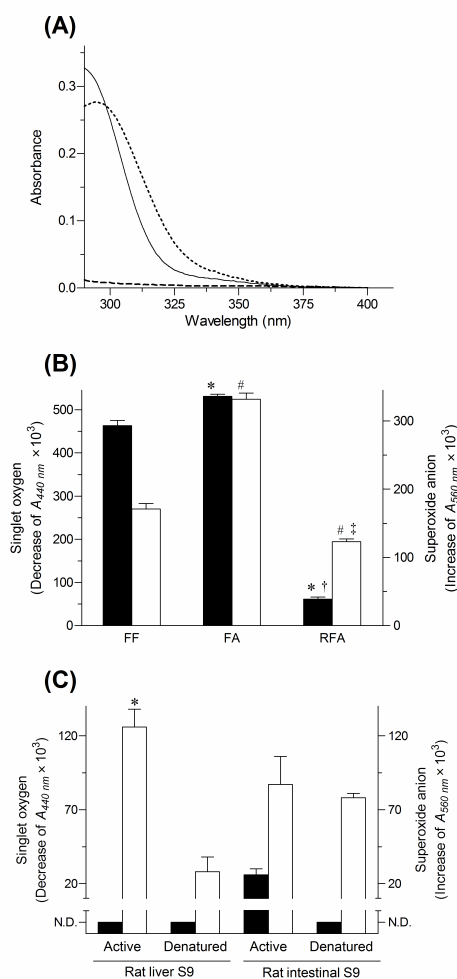 (A)
0.3
0.2
0.1
0.0
Absorbance
300
325
350
375
400
Wavelength (nm)
(B)
Singlet oxygen
(Decrease of A440 nm × 10³)
500
400
300
200
100
0
* #
# ‡
* †
300
200
100
0
Superoxide anion
(Increase of A560 nm × 10³)
FF FA RFA
(C)
Singlet oxygen
(Decrease of A440 nm × 10³)
120
70
20
N.D.
*
120
70
20
N.D.
Superoxide anion
(Increase of A560 nm × 10³)
Active Denatured Active Denatured
Rat liver S9 Rat intestinal S9